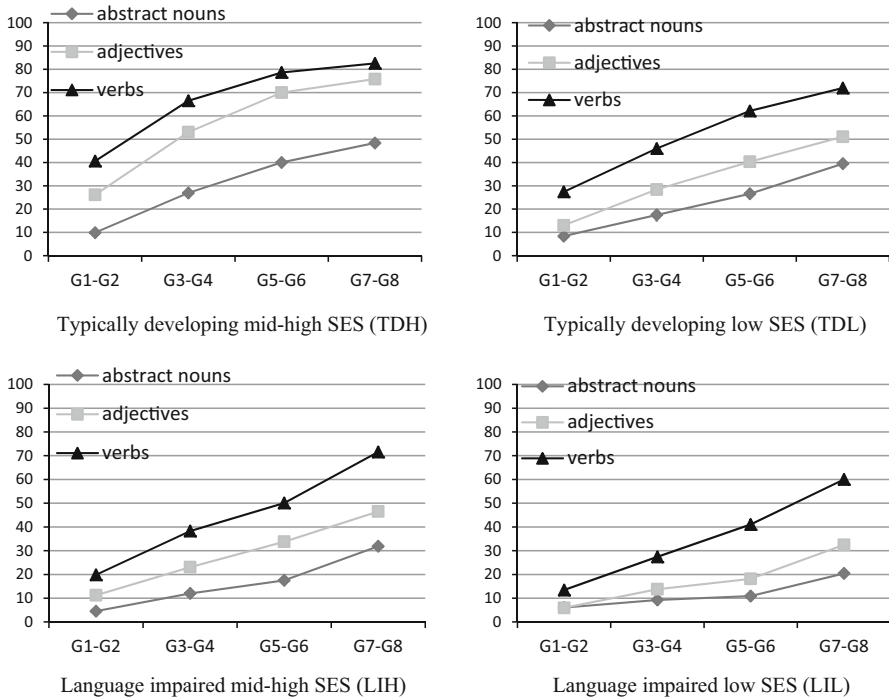 100
90
80
70
60
50
40
30
20
10
0
abstract nouns
adjectives
verbs
G1-G2 G3-G4 G5-G6 G7-G8
Typically developing mid-high SES (TDH)
100
90
80
70
60
50
40
30
20
10
0
abstract nouns
adjectives
verbs
G1-G2 G3-G4 G5-G6 G7-G8
Typically developing low SES (TDL)
100
90
80
70
60
50
40
30
20
10
0
abstract nouns
adjectives
verbs
G1-G2 G3-G4 G5-G6 G7-G8
Language impaired mid-high SES (LIH)
100
90
80
70
60
50
40
30
20
10
0
abstract nouns
adjectives
verbs
G1-G2 G3-G4 G5-G6 G7-G8
Language impaired low SES (LIL)